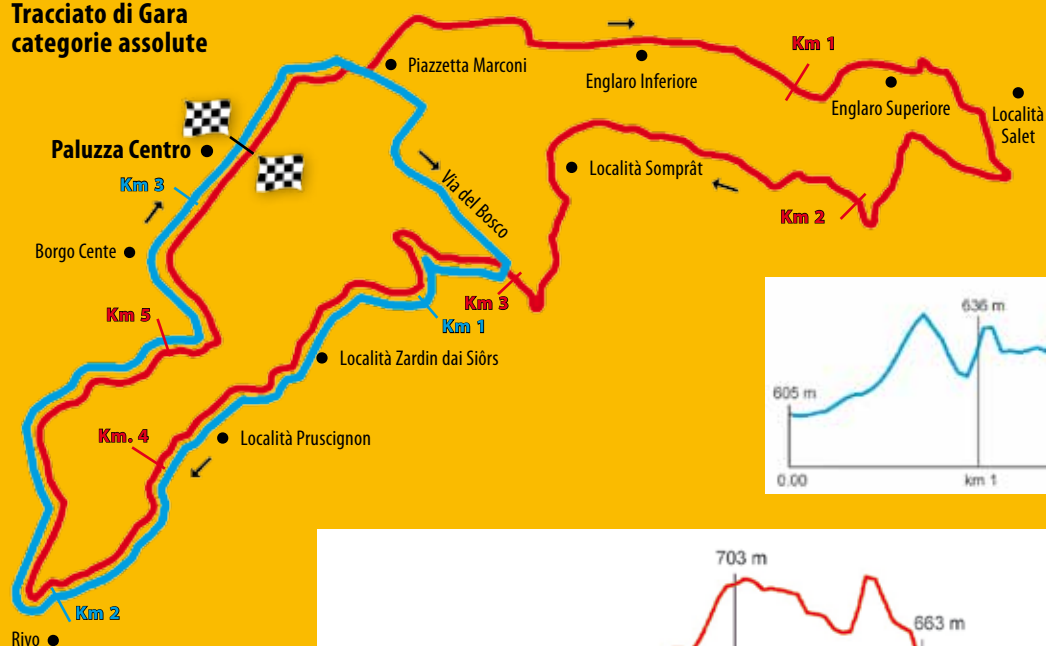 Tracciato di Gara
categorie assolute
Piazzetta Marconi
Englaro Inferiore
Km 1
Englaro Superiore
Località
Salet
Paluzza Centro
Km 3
Via del Bosco
Località Somprât
Km 2
Borgo Cente
Km 3
Km 1
Km 5
Località Zardin dai Siôrs
Km. 4
Località Pruscignon
Km 2
Rivo
636 m
605 m
0.00
km 1
703 m
663 m